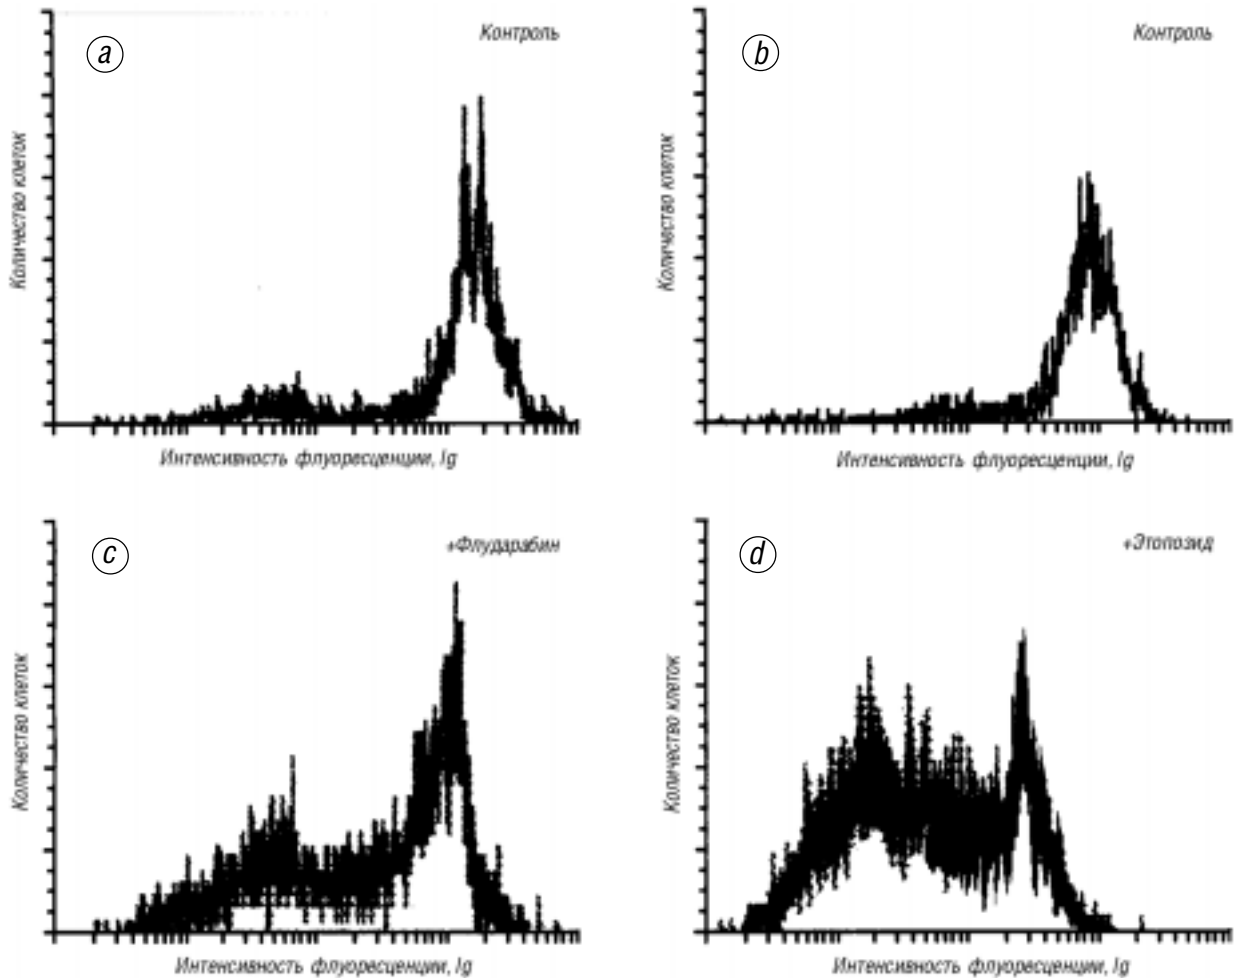 a
Контроль
Количество клеток
Интенсивность флуоресценции, lg
b
Контроль
Количество клеток
Интенсивность флуоресценции, lg
c
+Флударабин
Количество клеток
Интенсивность флуоресценции, lg
d
+Этопозид
Количество клеток
Интенсивность флуоресценции, lg